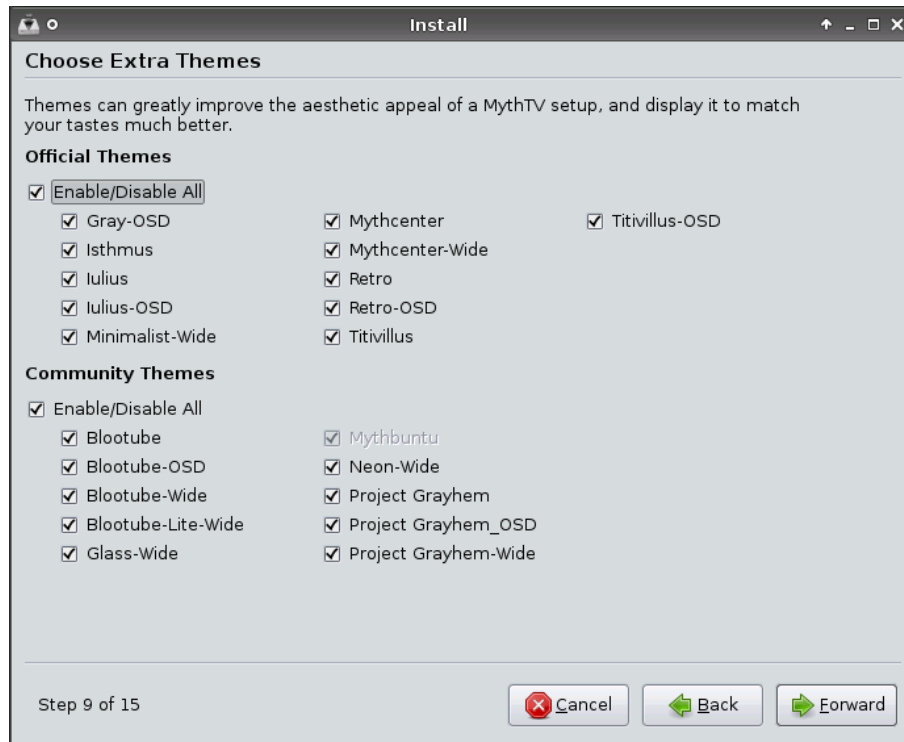 Install
Choose Extra Themes
Themes can greatly improve the aesthetic appeal of a MythTV setup, and display it to match
your tastes much better.
Official Themes
Enable/Disable All
Gray-OSD
Isthmus
Iulius
Iulius-OSD
Minimalist-Wide
Mythcenter
Mythcenter-Wide
Retro
Retro-OSD
Titivillus
Titivillus-OSD
Community Themes
Enable/Disable All
Blootube
Blootube-OSD
Blootube-Wide
Blootube-Lite-Wide
Glass-Wide
Mythbuntu
Neon-Wide
Project Grayhem
Project Grayhem_OSD
Project Grayhem-Wide
Step 9 of 15
Cancel
Back
Forward